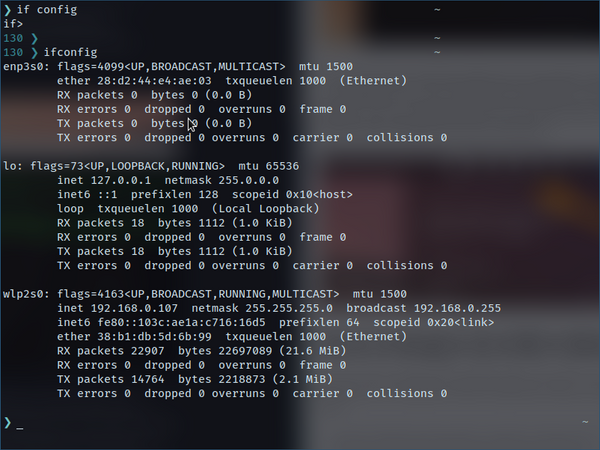 ❯ if config ~
if>
130 ❯ ~
130 ❯ ifconfig ~
enp3s0: flags=4099<UP,BROADCAST,MULTICAST>  mtu 1500
        ether 28:d2:44:e4:ae:03  txqueuelen 1000  (Ethernet)
        RX packets 0  bytes 0 (0.0 B)
        RX errors 0  dropped 0  overruns 0  frame 0
        TX packets 0  bytes 0 (0.0 B)
        TX errors 0  dropped 0 overruns 0  carrier 0  collisions 0

lo: flags=73<UP,LOOPBACK,RUNNING>  mtu 65536
        inet 127.0.0.1  netmask 255.0.0.0
        inet6 ::1  prefixlen 128  scopeid 0x10<host>
        loop  txqueuelen 1000  (Local Loopback)
        RX packets 18  bytes 1112 (1.0 KiB)
        RX errors 0  dropped 0  overruns 0  frame 0
        TX packets 18  bytes 1112 (1.0 KiB)
        TX errors 0  dropped 0 overruns 0  carrier 0  collisions 0

wlp2s0: flags=4163<UP,BROADCAST,RUNNING,MULTICAST>  mtu 1500
        inet 192.168.0.107  netmask 255.255.255.0  broadcast 192.168.0.255
        inet6 fe80::103c:ae1a:c716:16d5  prefixlen 64  scopeid 0x20<link>
        ether 38:b1:db:5d:6b:99  txqueuelen 1000  (Ethernet)
        RX packets 22907  bytes 22697089 (21.6 MiB)
        RX errors 0  dropped 0  overruns 0  frame 0
        TX packets 14764  bytes 2218873 (2.1 MiB)
        TX errors 0  dropped 0 overruns 0  carrier 0  collisions 0

❯ _ ~